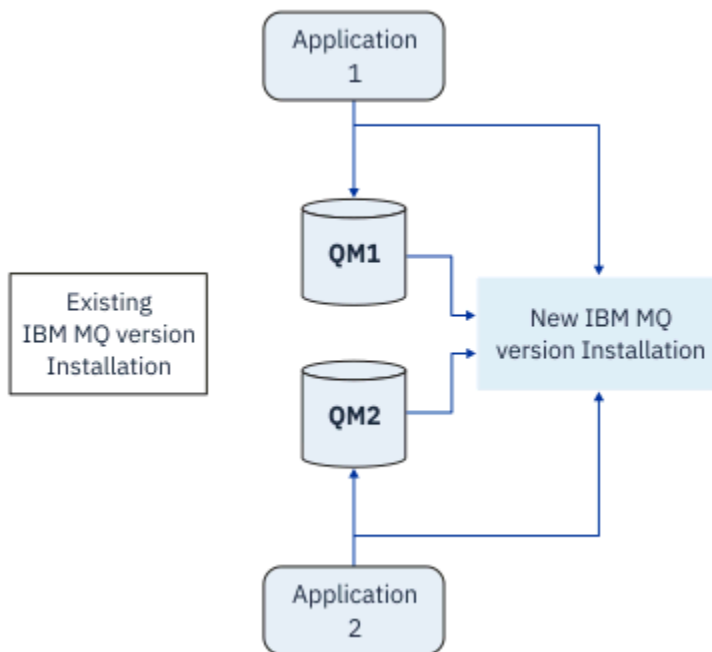 Application
1
QM1
Existing
IBM MQ version
Installation
New IBM MQ
version Installation
QM2
Application
2